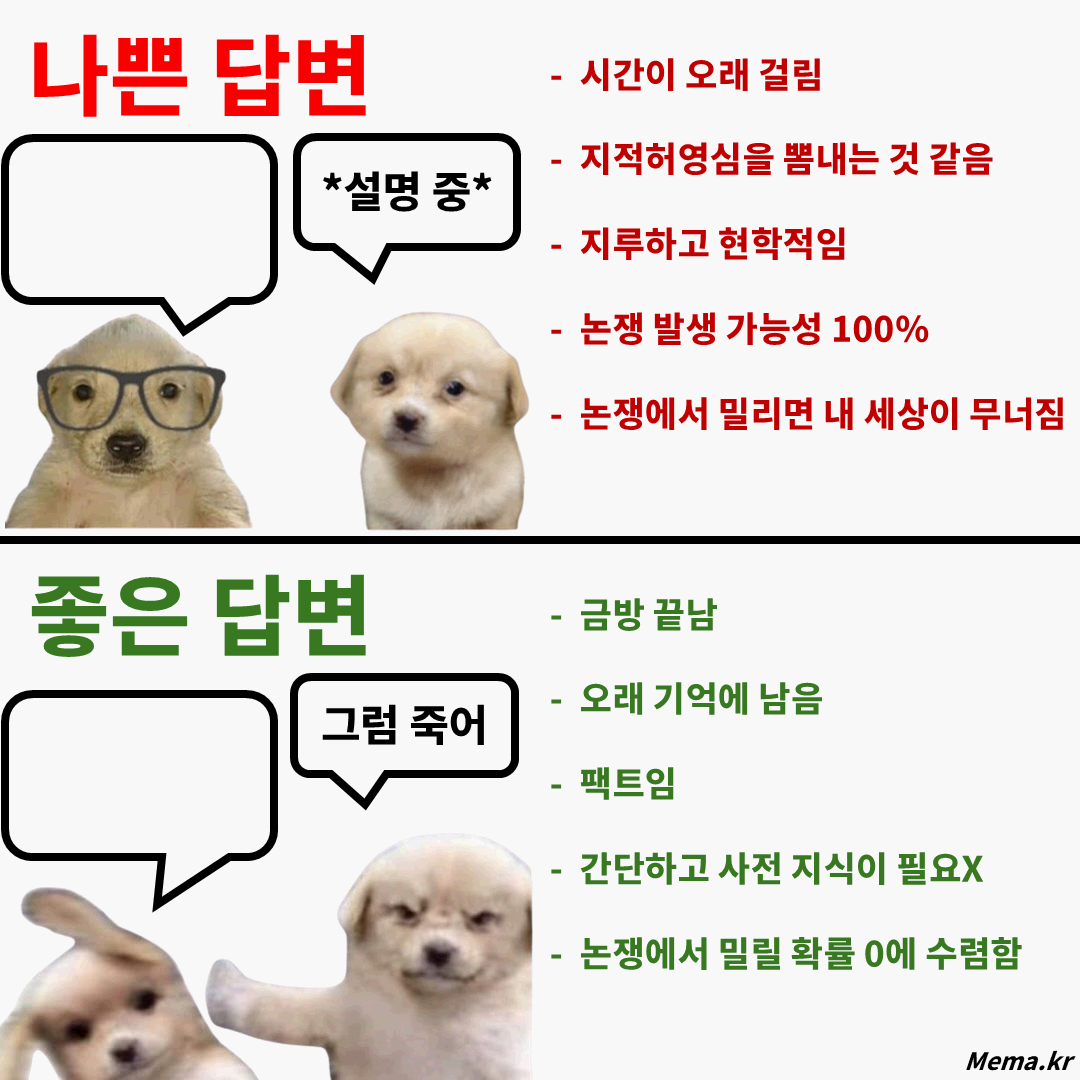 나쁜 답변
*설명 중*
- 시간이 오래 걸림
- 지적허영심을 뽐내는 것 같음
- 지루하고 현학적임
- 논쟁 발생 가능성 100%
- 논쟁에서 밀리면 내 세상이 무너짐
좋은 답변
그럼 죽어
- 금방 끝남
- 오래 기억에 남음
- 팩트임
- 간단하고 사전 지식이 필요X
- 논쟁에서 밀릴 확률 0에 수렴함
Mema.kr